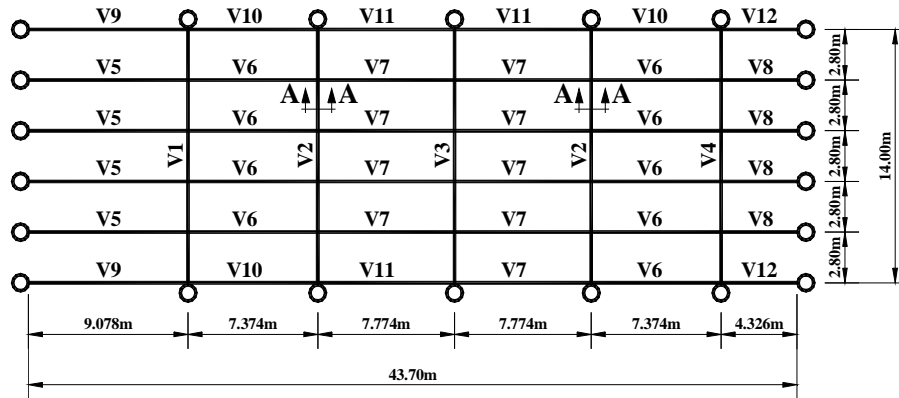 V9 V10 V11 V11 V10 V12
V5 V6 V7 V7 V6 V8
A A A A
V5 V6 V7 V7 V6 V8
V1 V2 V3 V2 V4
V5 V6 V7 V7 V6 V8
V5 V6 V7 V7 V6 V8
V9 V10 V11 V7 V6 V12
2.80m
2.80m
2.80m
2.80m
2.80m
14.00m
9.078m 7.374m 7.774m 7.774m 7.374m 4.326m
43.70m